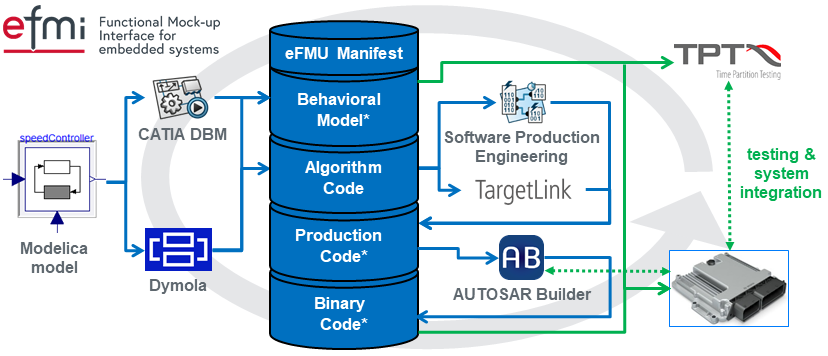 efmi
Functional Mock-up
Interface for
embedded systems
speedController
Modelica
model
CATIA DBM
Dymola
eFMU Manifest
Behavioral
Model*
Algorithm
Code
Production
Code*
Binary
Code*
Software Production
Engineering
TargetLink
AB
AUTOSAR Builder
TPT
Time Partition Testing
testing &
system
integration